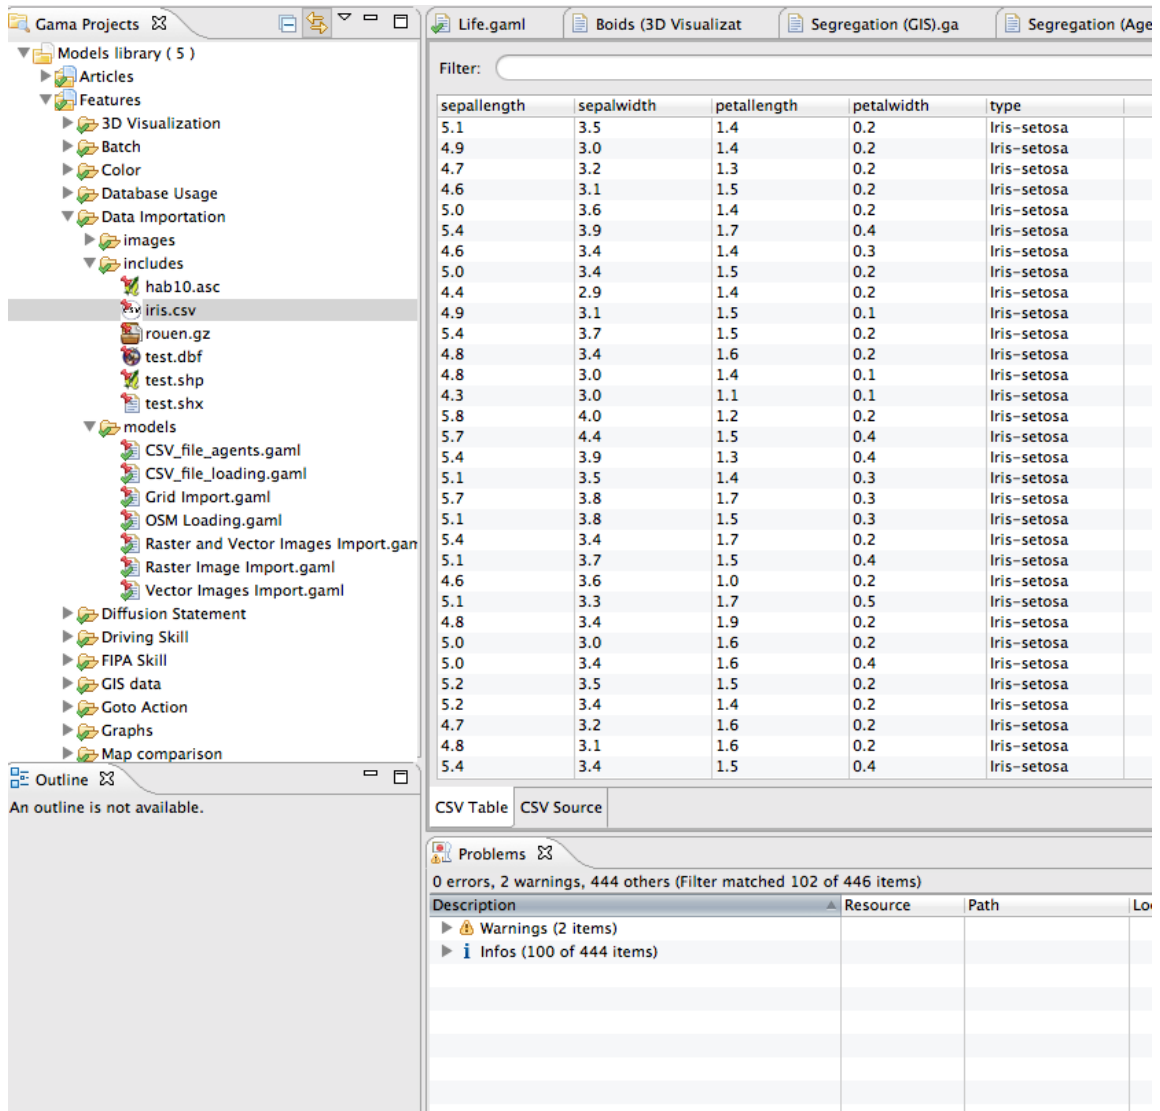 Gama Projects
Models library ( 5 )
Articles
Features
3D Visualization
Batch
Color
Database Usage
Data Importation
images
includes
hab10.asc
iris.csv
rouen.gz
test.dbf
test.shp
test.shx
models
CSV_file_agents.gaml
CSV_file_loading.gaml
Grid Import.gaml
OSM Loading.gaml
Raster and Vector Images Import.gam
Raster Image Import.gaml
Vector Images Import.gaml
Diffusion Statement
Driving Skill
FIPA Skill
GIS data
Goto Action
Graphs
Map comparison
Outline
An outline is not available.
Life.gaml Boids (3D Visualizat Segregation (GIS).ga Segregation (Age
Filter:
sepallength sepalwidth petallength petalwidth type
5.1 3.5 1.4 0.2 Iris-setosa
4.9 3.0 1.4 0.2 Iris-setosa
4.7 3.2 1.3 0.2 Iris-setosa
4.6 3.1 1.5 0.2 Iris-setosa
5.0 3.6 1.4 0.2 Iris-setosa
5.4 3.9 1.7 0.4 Iris-setosa
4.6 3.4 1.4 0.3 Iris-setosa
5.0 3.4 1.5 0.2 Iris-setosa
4.4 2.9 1.4 0.2 Iris-setosa
4.9 3.1 1.5 0.1 Iris-setosa
5.4 3.7 1.5 0.2 Iris-setosa
4.8 3.4 1.6 0.2 Iris-setosa
4.8 3.0 1.4 0.1 Iris-setosa
4.3 3.0 1.1 0.1 Iris-setosa
5.8 4.0 1.2 0.2 Iris-setosa
5.7 4.4 1.5 0.4 Iris-setosa
5.4 3.9 1.3 0.4 Iris-setosa
5.1 3.5 1.4 0.3 Iris-setosa
5.7 3.8 1.7 0.3 Iris-setosa
5.1 3.8 1.5 0.3 Iris-setosa
5.4 3.4 1.7 0.2 Iris-setosa
5.1 3.7 1.5 0.4 Iris-setosa
4.6 3.6 1.0 0.2 Iris-setosa
5.1 3.3 1.7 0.5 Iris-setosa
4.8 3.4 1.9 0.2 Iris-setosa
5.0 3.0 1.6 0.2 Iris-setosa
5.0 3.4 1.6 0.4 Iris-setosa
5.2 3.5 1.5 0.2 Iris-setosa
5.2 3.4 1.4 0.2 Iris-setosa
4.7 3.2 1.6 0.2 Iris-setosa
4.8 3.1 1.6 0.2 Iris-setosa
5.4 3.4 1.5 0.4 Iris-setosa
CSV Table CSV Source
Problems
0 errors, 2 warnings, 444 others (Filter matched 102 of 446 items)
Description Resource Path Loc
Warnings (2 items)
Infos (100 of 444 items)